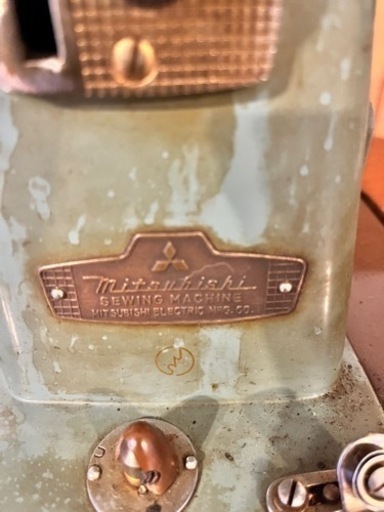 Mitsubishi
SEWING MACHINE
MITSUBISHI ELECTRIC MFG. CO.